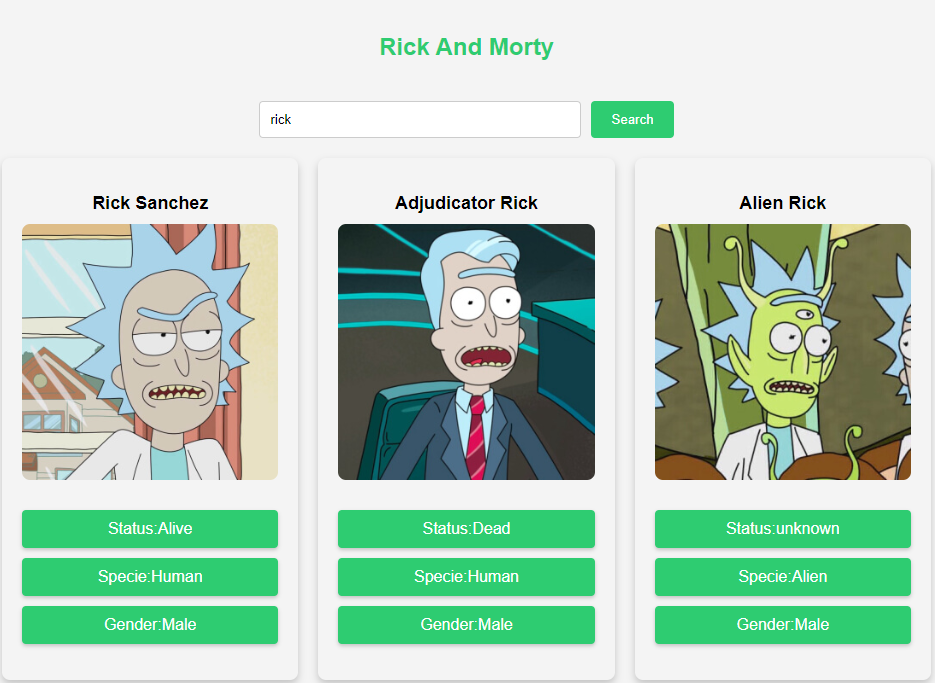 Rick And Morty
rick
Search
Rick Sanchez
Status:Alive
Specie:Human
Gender:Male
Adjudicator Rick
Status:Dead
Specie:Human
Gender:Male
Alien Rick
Status:unknown
Specie:Alien
Gender:Male